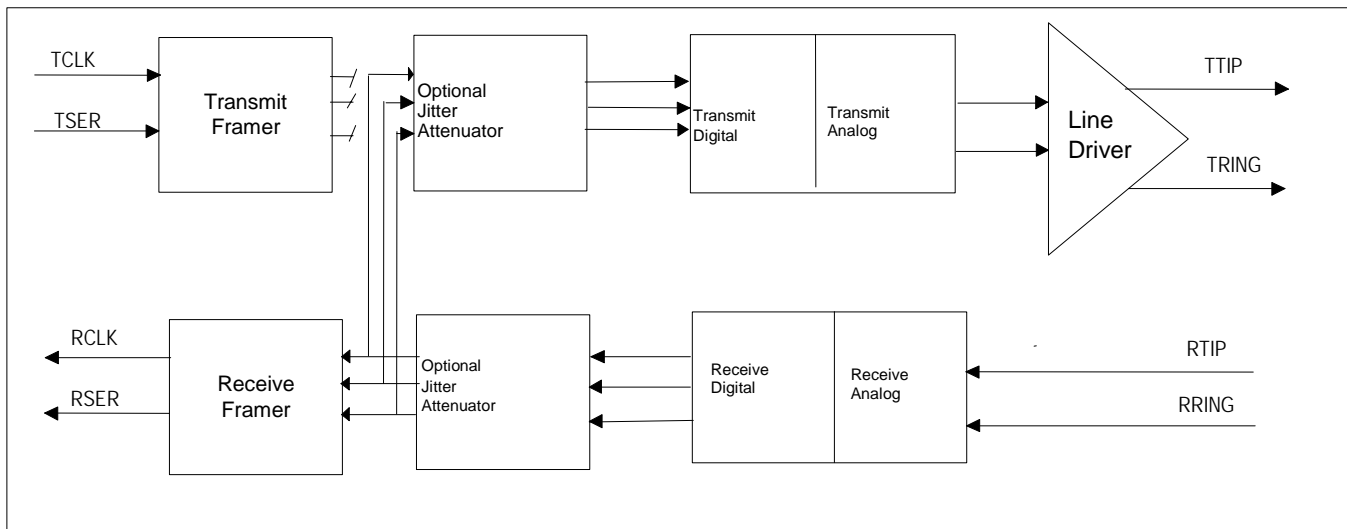 TCLK
TSER
Transmit
Framer
Optional
Jitter
Attenuator
Transmit
Digital
Transmit
Analog
Line
Driver
TTIP
TRING
RCLK
RSER
Receive
Framer
Optional
Jitter
Attenuator
Receive
Digital
Receive
Analog
RTIP
RRING